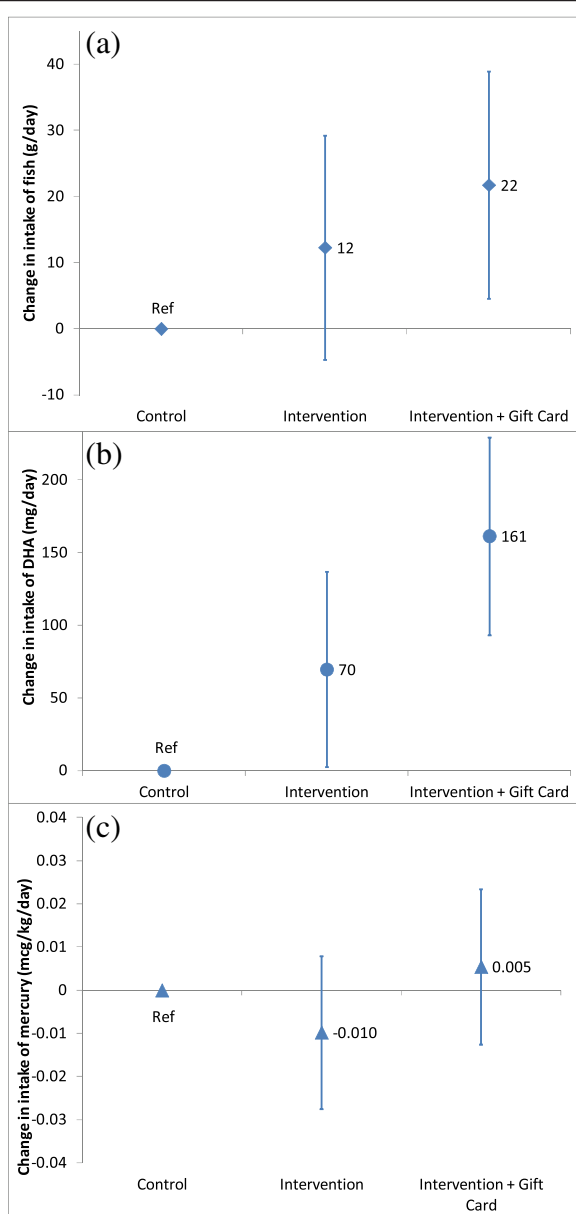 (a)
Change in intake of fish (g/day)
40
30
20
10
0
-10
Ref
12
22
Control Intervention Intervention + Gift Card
(b)
Change in intake of DHA (mg/day)
200
150
100
50
0
Ref
70
161
Control Intervention Intervention + Gift Card
(c)
Change in intake of mercury (mcg/kg/day)
0.04
0.03
0.02
0.01
0
-0.01
-0.02
-0.03
-0.04
Ref
-0.010
0.005
Control Intervention Intervention + Gift
Card